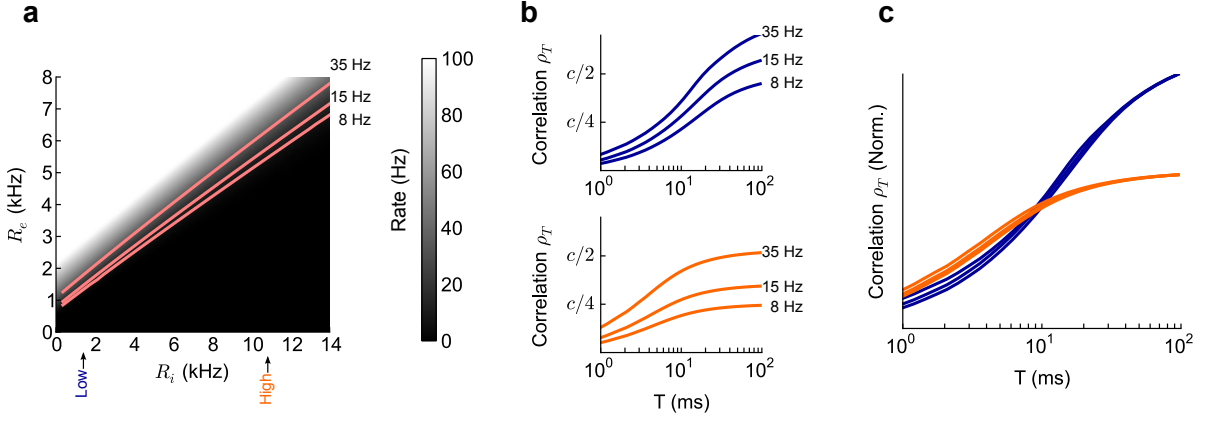 a
8
7
6
5
4
3
2
1
0
R_e (kHz)
0 2 4 6 8 10 12 14
R_i (kHz)
Low
High
35 Hz
15 Hz
8 Hz
100
80
60
40
20
0
Rate (Hz)
b
Correlation ρ_T
c/2
c/4
35 Hz
15 Hz
8 Hz
10^0 10^1 10^2
Correlation ρ_T
c/2
c/4
35 Hz
15 Hz
8 Hz
10^0 10^1 10^2
T (ms)
c
Correlation ρ_T (Norm.)
10^0 10^1 10^2
T (ms)